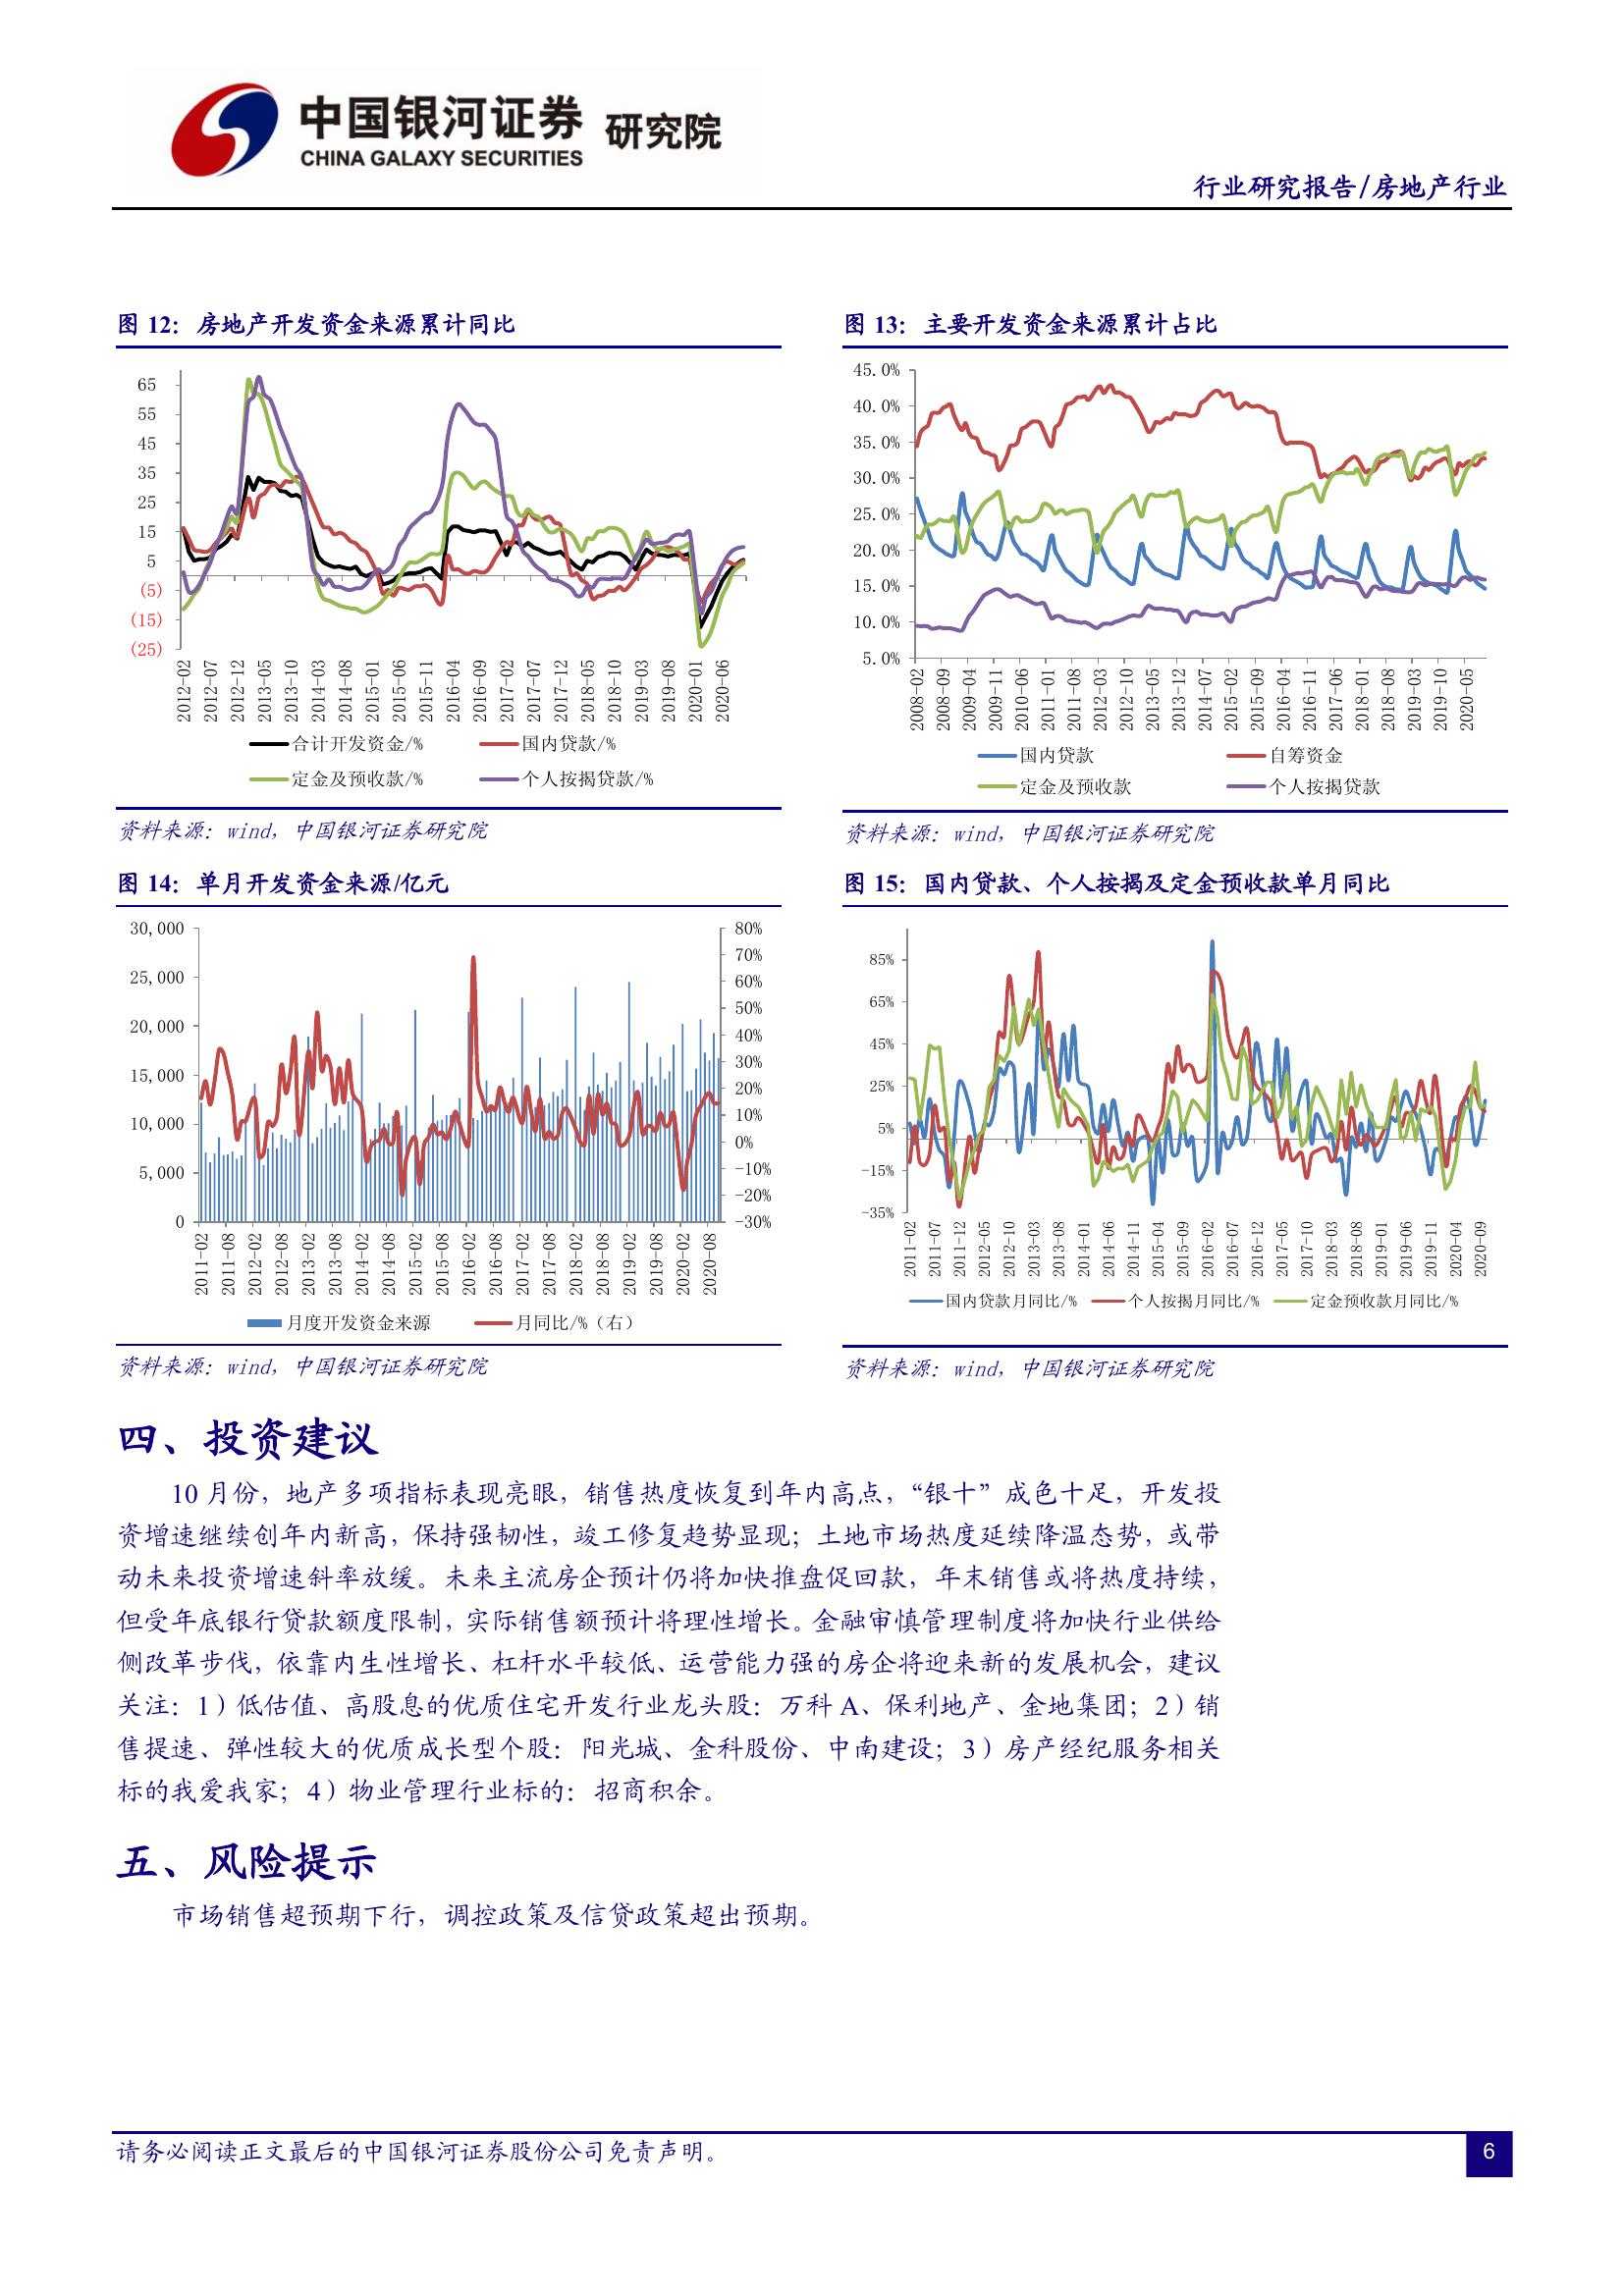 中国银河证券 研究院
CHINA GALAXY SECURITIES
行业研究报告/房地产行业
图 12：房地产开发资金来源累计同比
65
55
45
35
25
15
5
(5)
(15)
(25)
2012-02 2012-07 2012-12 2013-05 2013-10 2014-03 2014-08 2015-01 2015-06 2015-11 2016-04 2016-09 2017-02 2017-07 2017-12 2018-05 2018-10 2019-03 2019-08 2020-01 2020-06
合计开发资金/% 国内贷款/%
定金及预收款/% 个人按揭贷款/%
资料来源：wind，中国银河证券研究院
图 13：主要开发资金来源累计占比
45.0%
40.0%
35.0%
30.0%
25.0%
20.0%
15.0%
10.0%
5.0%
2008-02 2008-09 2009-04 2009-11 2010-06 2011-01 2011-08 2012-03 2012-10 2013-05 2013-12 2014-07 2015-02 2015-09 2016-04 2016-11 2017-06 2018-01 2018-08 2019-03 2019-10 2020-05
国内贷款 自筹资金
定金及预收款 个人按揭贷款
资料来源：wind，中国银河证券研究院
图 14：单月开发资金来源/亿元
30,000
25,000
20,000
15,000
10,000
5,000
0
80%
70%
60%
50%
40%
30%
20%
10%
0%
-10%
-20%
-30%
2011-02 2011-08 2012-02 2012-08 2013-02 2013-08 2014-02 2014-08 2015-02 2015-08 2016-02 2016-08 2017-02 2017-08 2018-02 2018-08 2019-02 2019-08 2020-02 2020-08
月度开发资金来源 月同比/%（右）
资料来源：wind，中国银河证券研究院
图 15：国内贷款、个人按揭及定金预收款单月同比
85%
65%
45%
25%
5%
-15%
-35%
2011-02 2011-07 2011-12 2012-05 2012-10 2013-03 2013-08 2014-01 2014-06 2014-11 2015-04 2015-09 2016-02 2016-07 2016-12 2017-05 2017-10 2018-03 2018-08 2019-01 2019-06 2019-11 2020-04 2020-09
国内贷款月同比/% 个人按揭月同比/% 定金预收款月同比/%
资料来源：wind，中国银河证券研究院
四、投资建议
10 月份，地产多项指标表现亮眼，销售热度恢复到年内高点，“银十”成色十足，开发投
资增速继续创年内新高，保持强韧性，竣工修复趋势显现；土地市场热度延续降温态势，或带
动未来投资增速斜率放缓。未来主流房企预计仍将加快推盘促回款，年末销售或将热度持续，
但受年底银行贷款额度限制，实际销售额预计将理性增长。金融审慎管理制度将加快行业供给
侧改革步伐，依靠内生性增长、杠杆水平较低、运营能力强的房企将迎来新的发展机会，建议
关注：1）低估值、高股息的优质住宅开发行业龙头股：万科 A、保利地产、金地集团；2）销
售提速、弹性较大的优质成长型个股：阳光城、金科股份、中南建设；3）房产经纪服务相关
标的我爱我家；4）物业管理行业标的：招商积余。
五、风险提示
市场销售超预期下行，调控政策及信贷政策超出预期。
请务必阅读正文最后的中国银河证券股份公司免责声明。
6